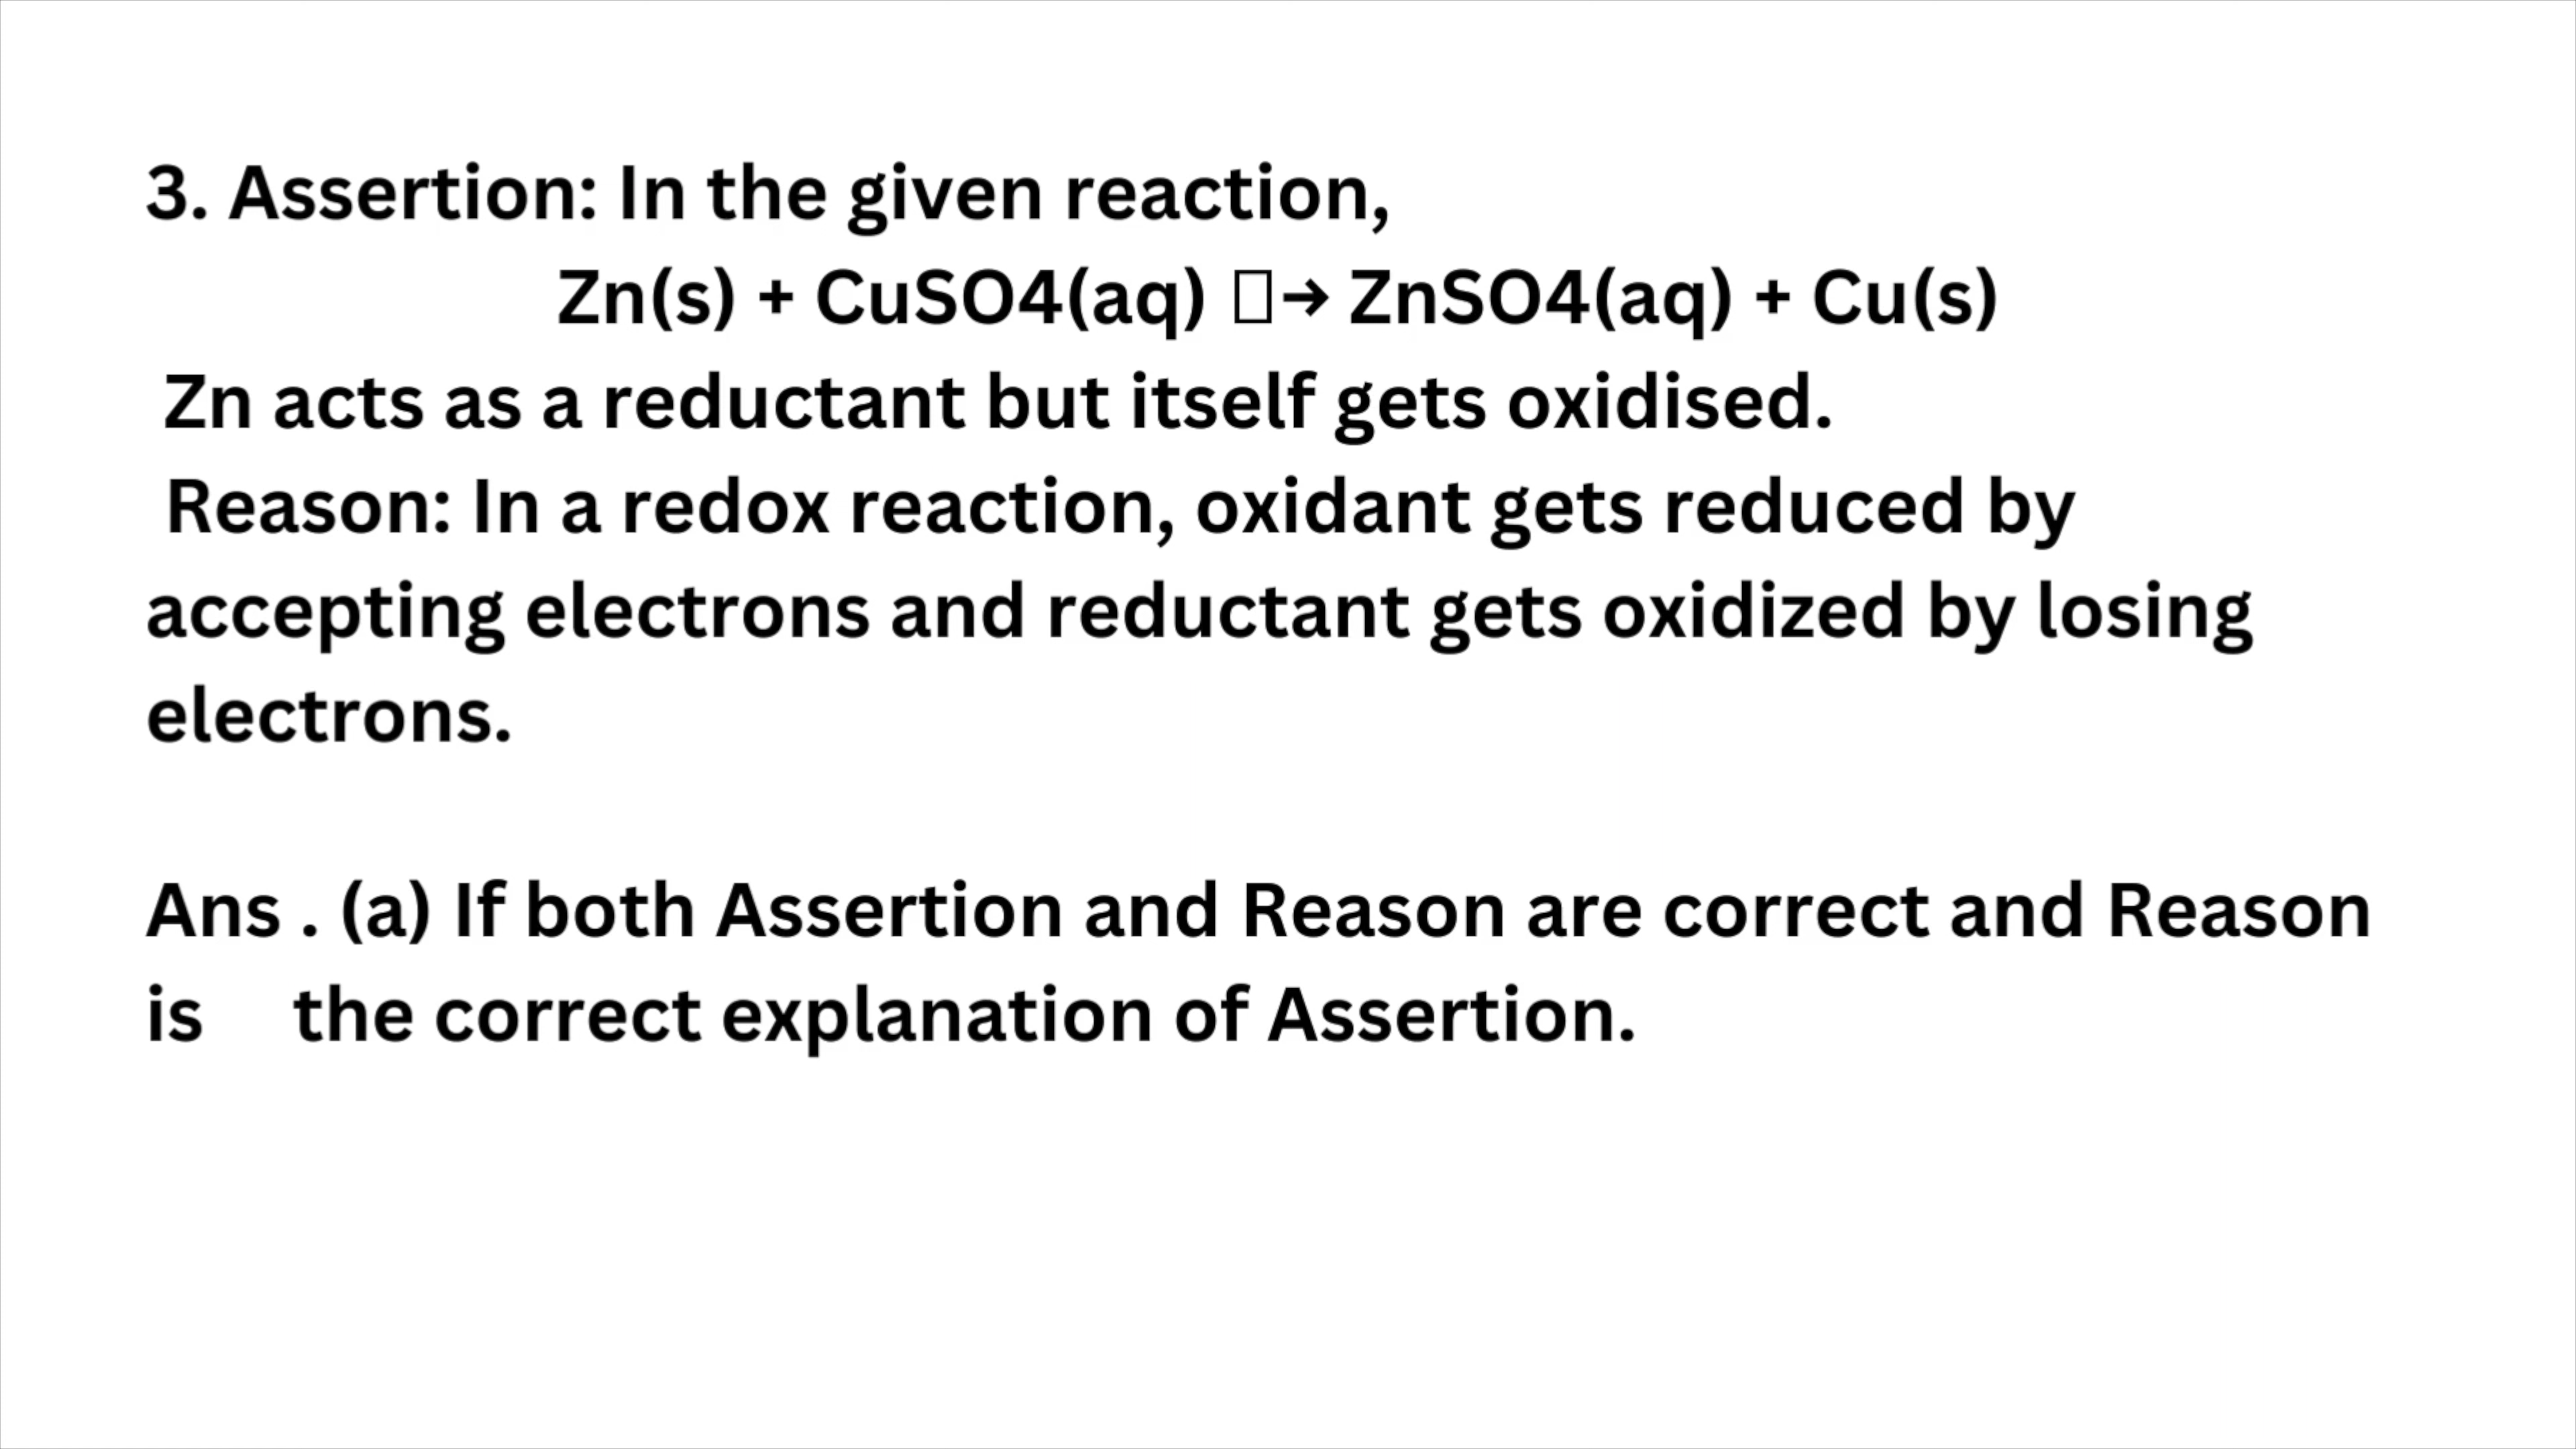 3. Assertion: In the given reaction,
Zn(s) + CuSO4(aq) → ZnSO4(aq) + Cu(s)
Zn acts as a reductant but itself gets oxidised.
Reason: In a redox reaction, oxidant gets reduced by
accepting electrons and reductant gets oxidized by losing
electrons.
Ans . (a) If both Assertion and Reason are correct and Reason
is the correct explanation of Assertion.